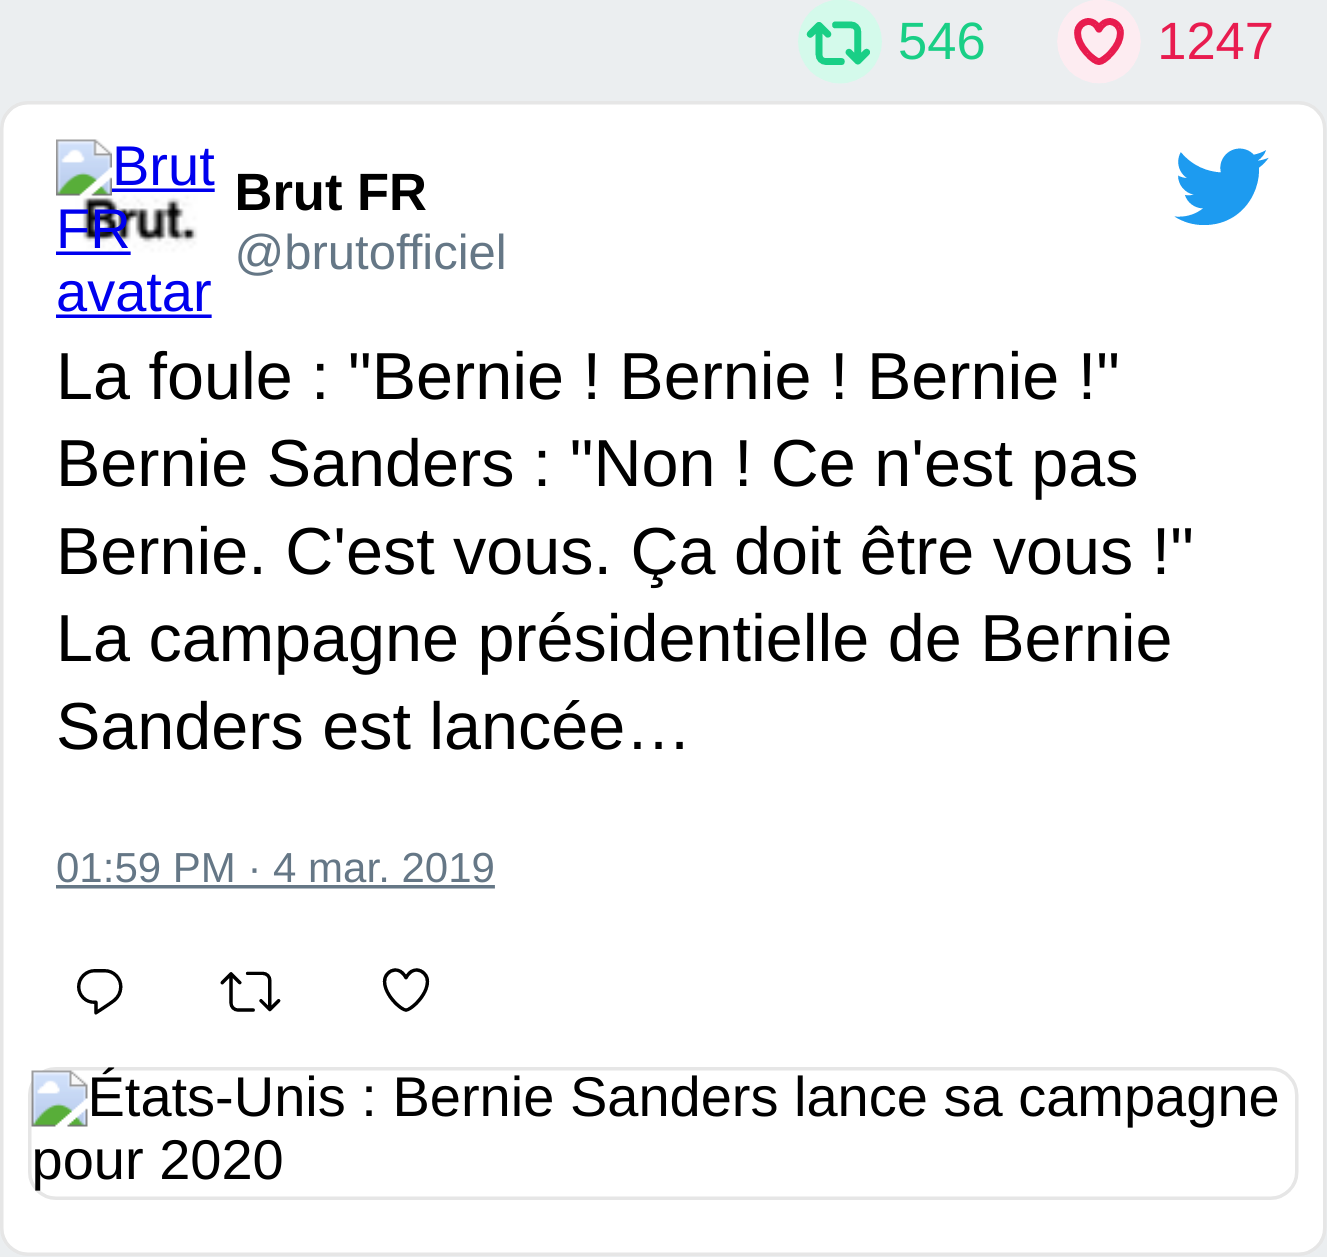 546 1247
Brut FR avatar
Brut.
Brut FR
@brutofficiel
La foule : "Bernie ! Bernie ! Bernie !"
Bernie Sanders : "Non ! Ce n'est pas
Bernie. C'est vous. Ça doit être vous !"
La campagne présidentielle de Bernie
Sanders est lancée…
01:59 PM · 4 mar. 2019
États-Unis : Bernie Sanders lance sa campagne
pour 2020